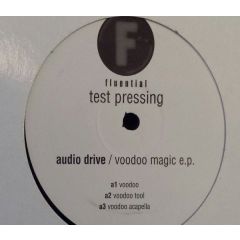 F
fluential
test pressing
audio drive / voodoo magic e.p.
a1 voodoo
a2 voodoo tool
a3 voodoo acapella